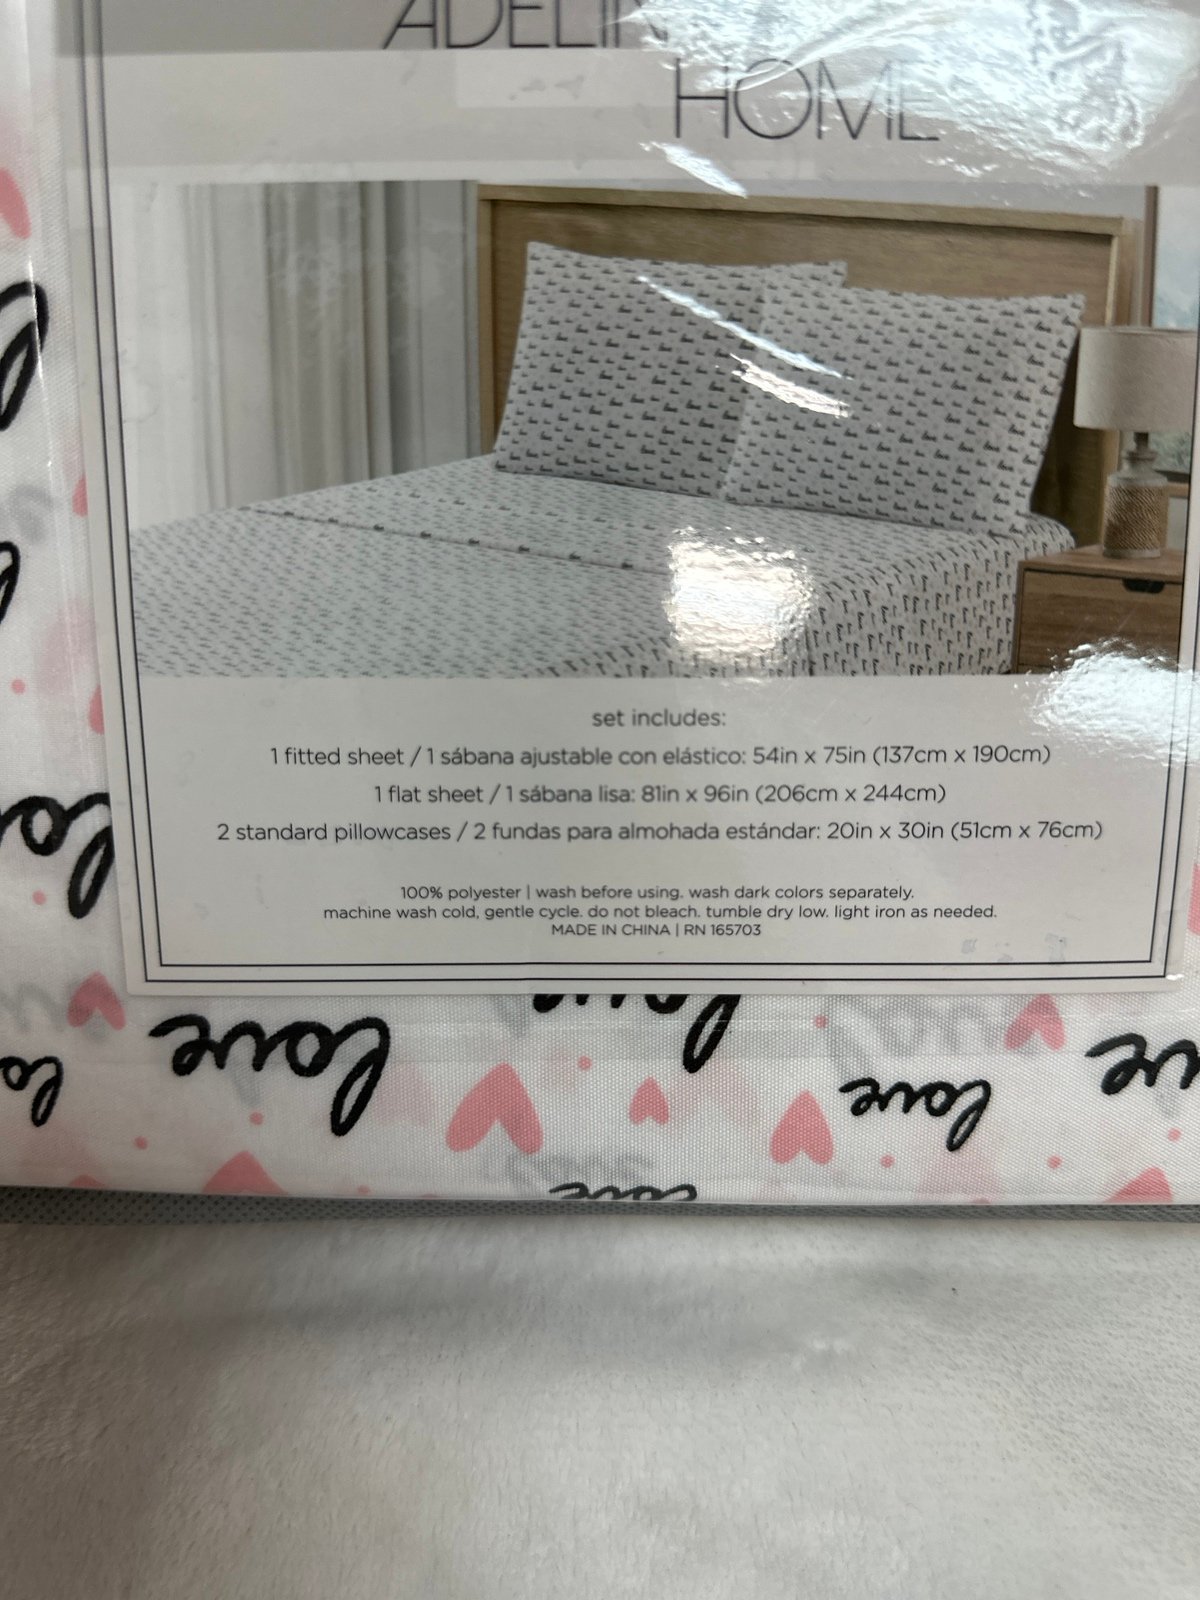 HOME
set includes:
1 fitted sheet / 1 sábana ajustable con elástico: 54in x 75in (137cm x 190cm)
1 flat sheet / 1 sábana lisa: 81in x 96in (206cm x 244cm)
2 standard pillowcases / 2 fundas para almohada estándar: 20in x 30in (51cm x 76cm)
100% polyester | wash before using. wash dark colors separately.
machine wash cold, gentle cycle. do not bleach. tumble dry low. light iron as needed.
MADE IN CHINA | RN 165703
love
love
love
love